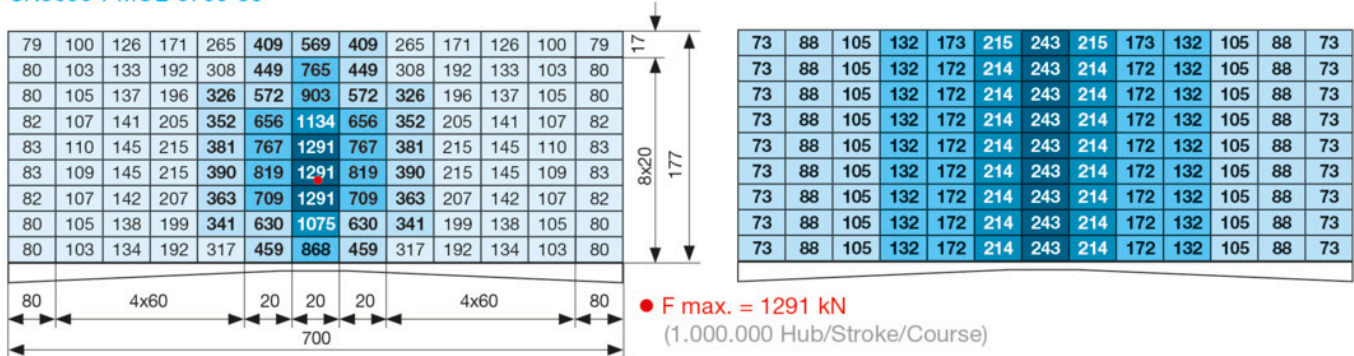 79 100 126 171 265 409 569 409 265 171 126 100 79
80 103 133 192 308 449 765 449 308 192 133 103 80
80 105 137 196 326 572 903 572 326 196 137 105 80
82 107 141 205 352 656 1134 656 352 205 141 107 82
83 110 145 215 381 767 1291 767 381 215 145 110 83
83 109 145 215 390 819 1291 819 390 215 145 109 83
82 107 142 207 363 709 1291 709 363 207 142 107 82
80 105 138 199 341 630 1075 630 341 199 138 105 80
80 103 134 192 317 459 868 459 317 192 134 103 80
17
8x20
177
80 4x60 20 20 20 4x60 80
700
73 88 105 132 173 215 243 215 173 132 105 88 73
73 88 105 132 172 214 243 214 172 132 105 88 73
73 88 105 132 172 214 243 214 172 132 105 88 73
73 88 105 132 172 214 243 214 172 132 105 88 73
73 88 105 132 172 214 243 214 172 132 105 88 73
73 88 105 132 172 214 243 214 172 132 105 88 73
73 88 105 132 172 214 243 214 172 132 105 88 73
73 88 105 132 172 214 243 214 172 132 105 88 73
73 88 105 132 172 214 243 214 172 132 105 88 73
F max. = 1291 kN
(1.000.000 Hub/Stroke/Course)